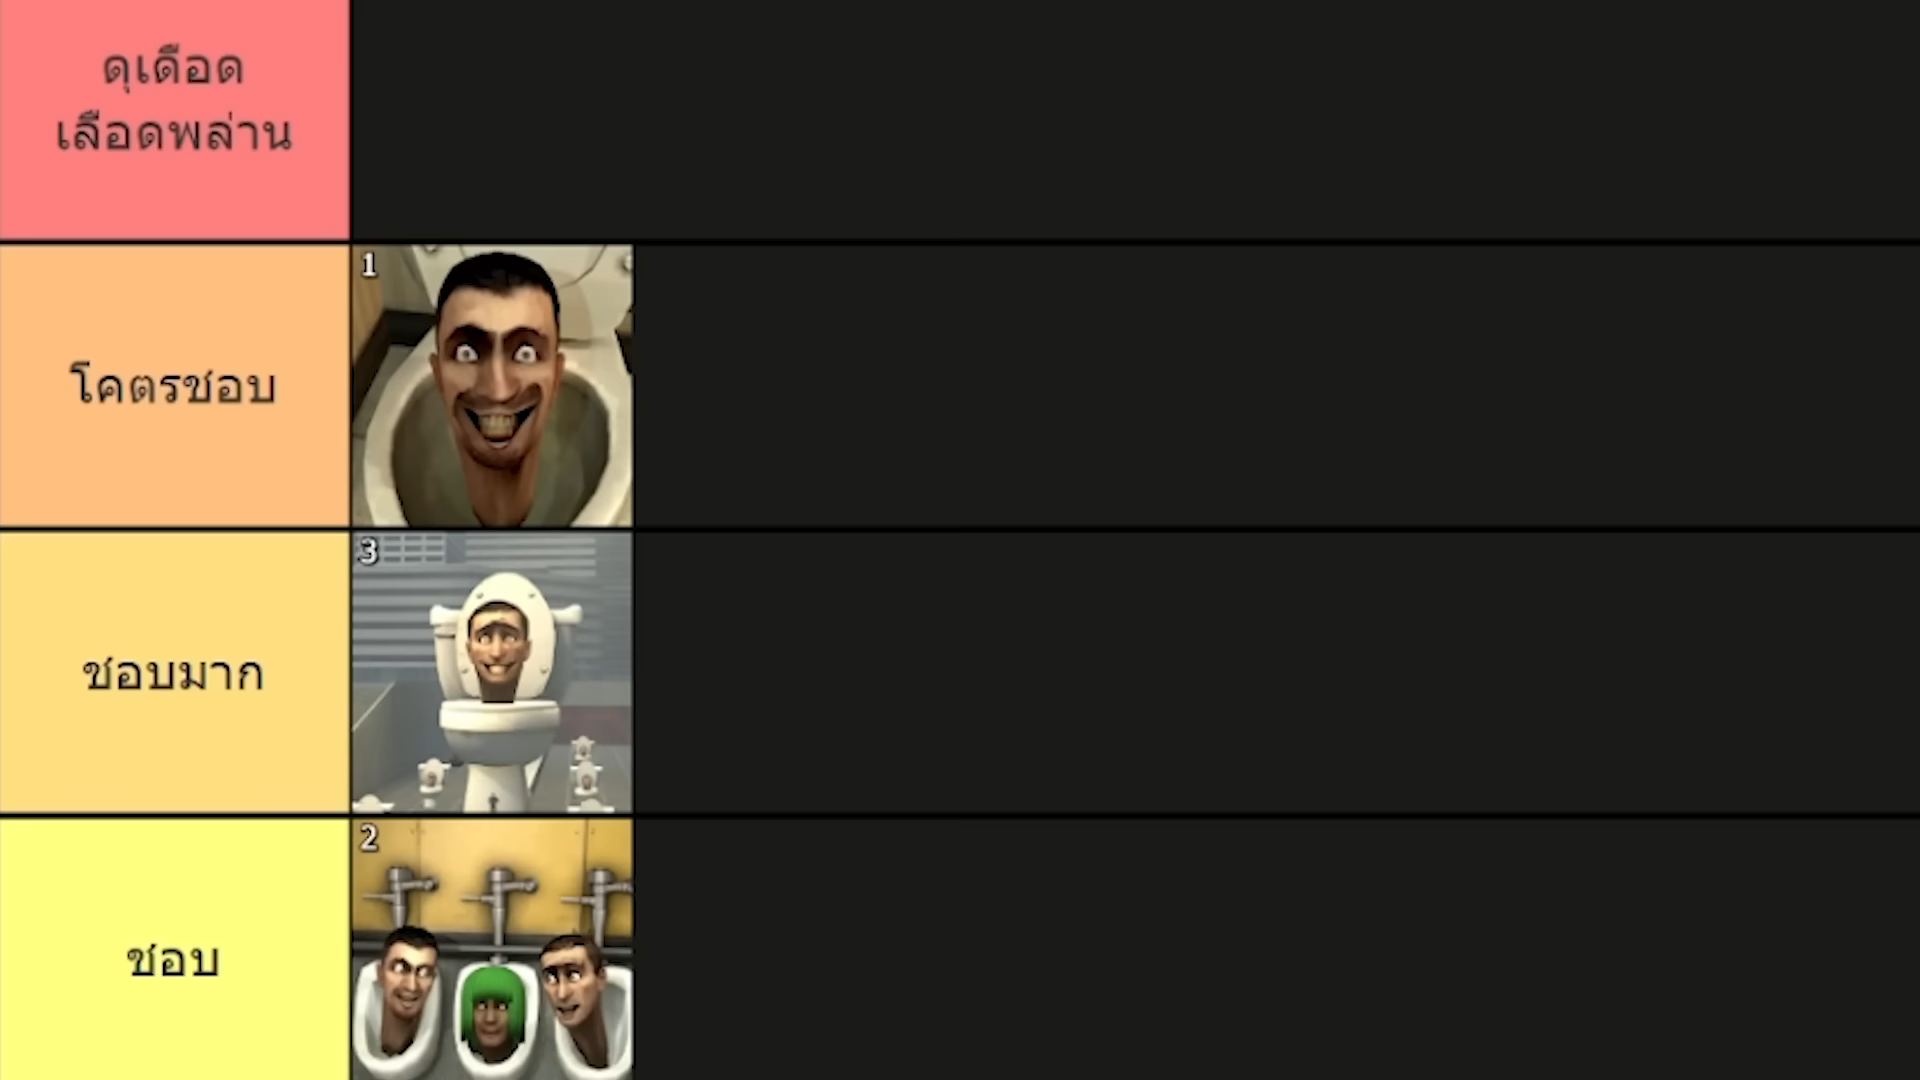 ดุเดือด
เลือดพล่าน
1
โคตรชอบ
3
ชอบมาก
2
ชอบ